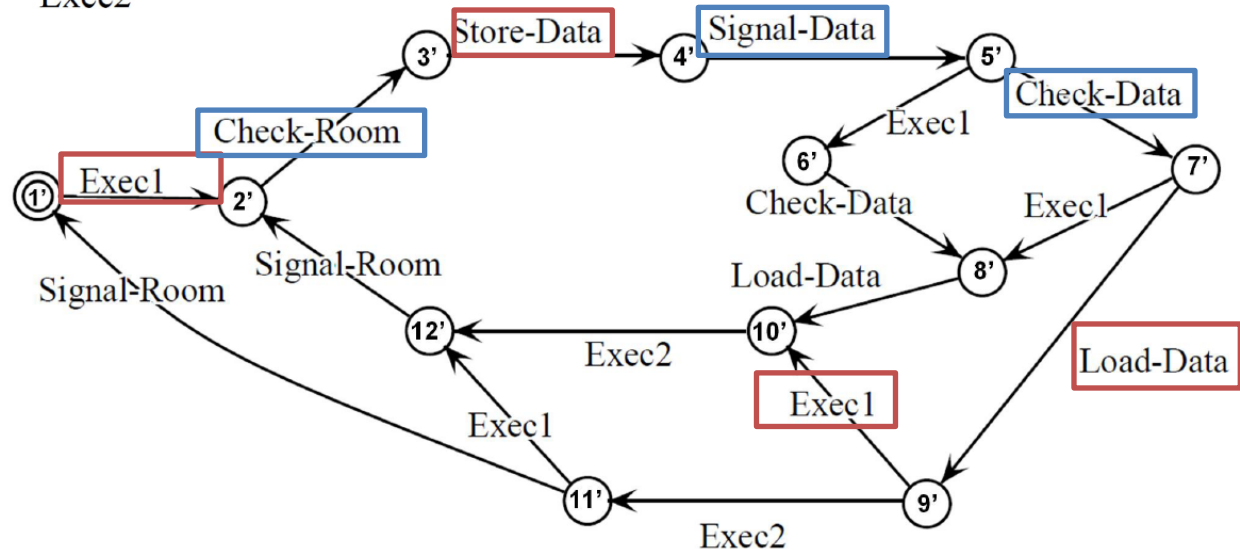 Exec2
Store-Data
Signal-Data
3'
4'
5'
Check-Data
Check-Room
Exec1
6'
7'
Exec1
1'
2'
Check-Data
Exec1
Signal-Room
8'
Load-Data
Signal-Room
12'
10'
Exec2
Load-Data
Exec1
Exec1
11'
9'
Exec2